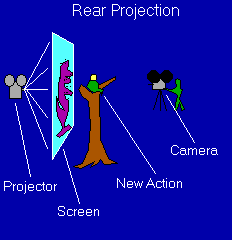 Rear Projection
Camera
Projector
New Action
Screen